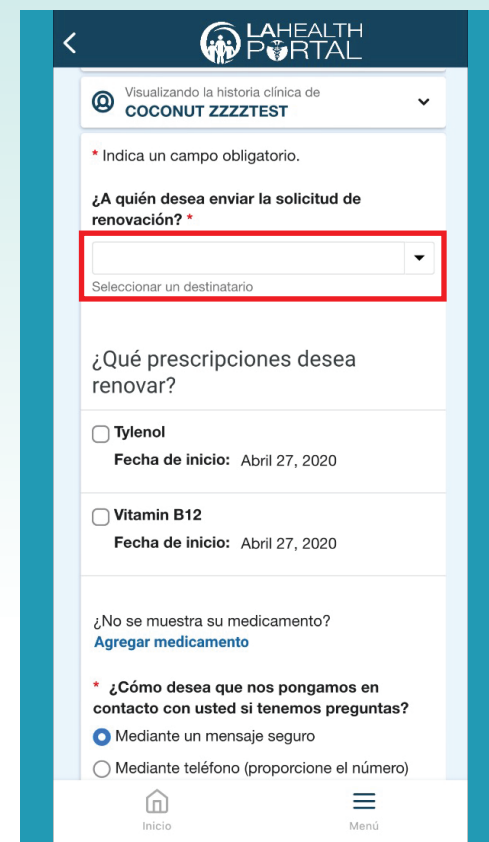 LAHEALTH
PORTAL
Visualizando la historia clínica de
COCONUT ZZZZTEST
* Indica un campo obligatorio.
¿A quién desea enviar la solicitud de
renovación? *
Seleccionar un destinatario
¿Qué prescripciones desea
renovar?
Tylenol
Fecha de inicio: Abril 27, 2020
Vitamin B12
Fecha de inicio: Abril 27, 2020
¿No se muestra su medicamento?
Agregar medicamento
* ¿Cómo desea que nos pongamos en
contacto con usted si tenemos preguntas?
Mediante un mensaje seguro
Mediante teléfono (proporcione el número)
Inicio Menú